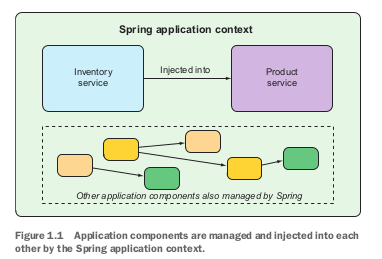 Spring application context
Inventory
service
Injected into
Product
service
Other application components also managed by Spring
Figure 1.1 Application components are managed and injected into each
other by the Spring application context.